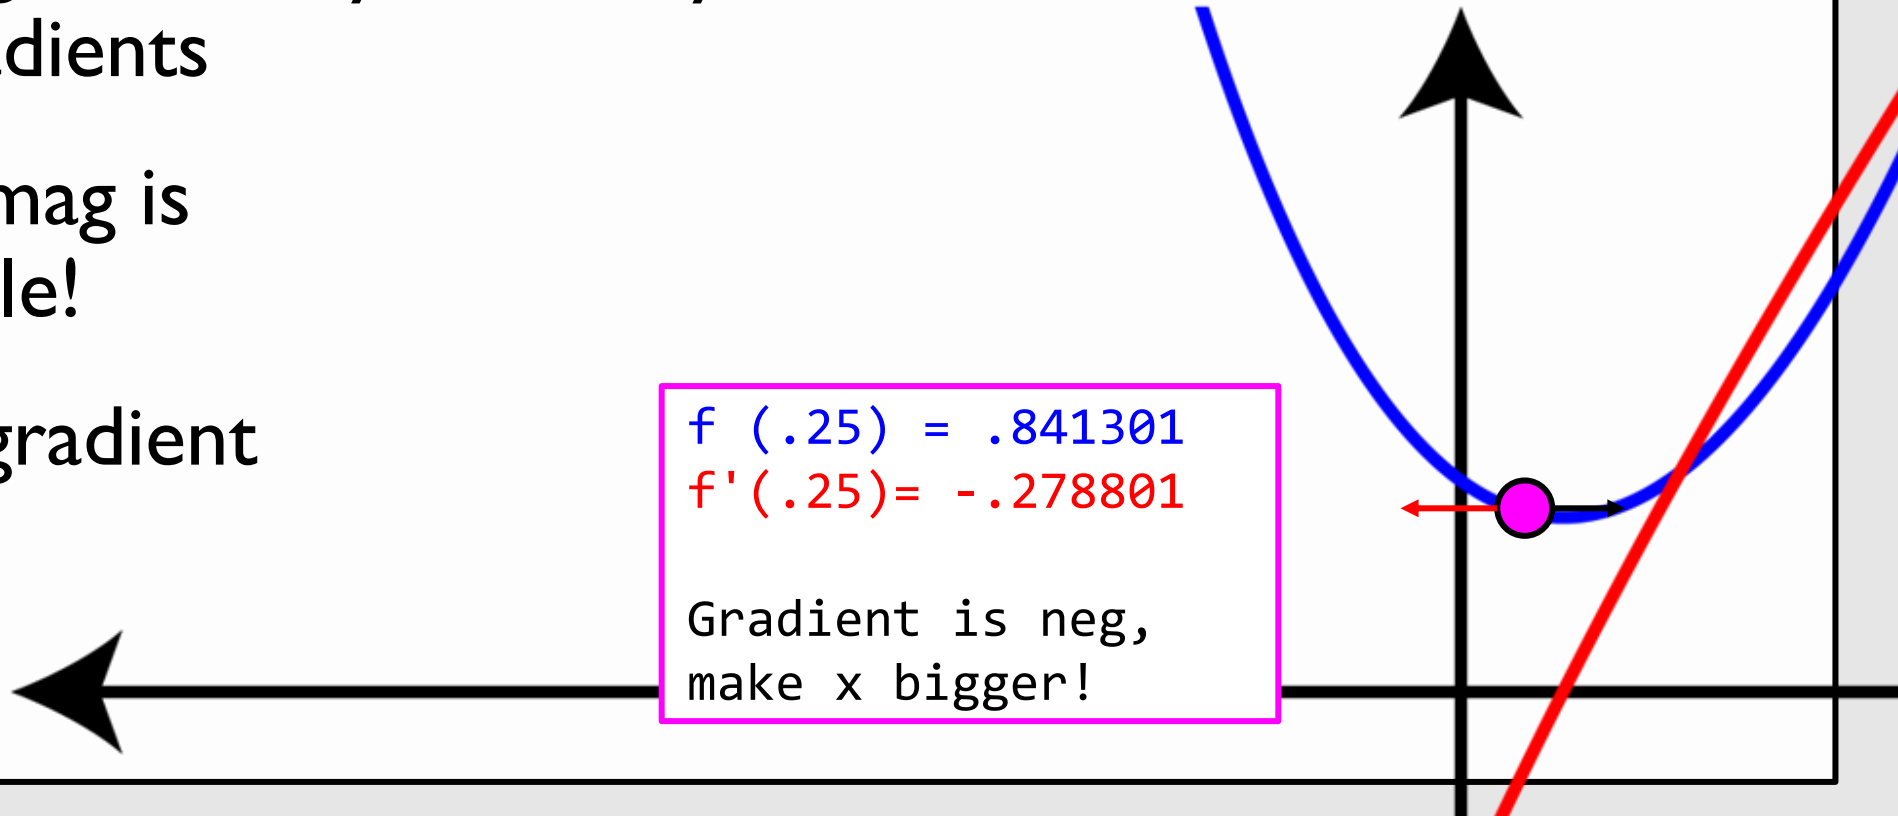 dients
mag is
le!
gradient
f (.25) = .841301
f'(.25)= -.278801
Gradient is neg,
make x bigger!